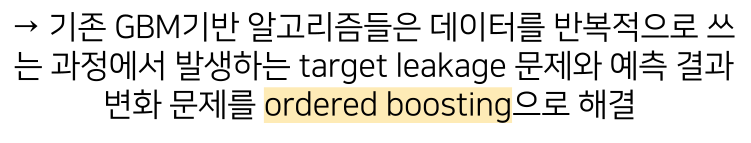 → 기존 GBM기반 알고리즘들은 데이터를 반복적으로 쓰
는 과정에서 발생하는 target leakage 문제와 예측 결과
변화 문제를 ordered boosting으로 해결